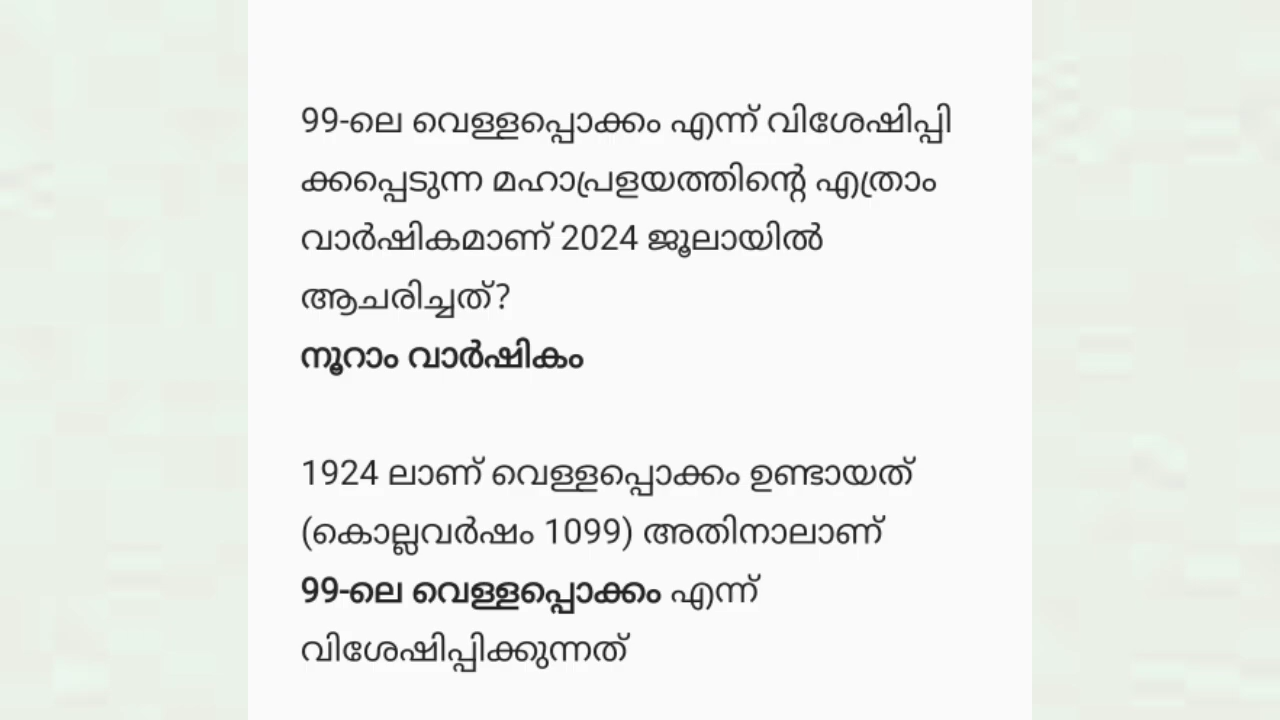 99-ലെ വെള്ളപ്പൊക്കം എന്ന് വിശേഷിപ്പി
ക്കപ്പെടുന്ന മഹാപ്രളയത്തിന്റെ എത്രാം
വാർഷികമാണ് 2024 ജൂലായിൽ
ആചരിച്ചത്?
നൂറാം വാർഷികം
1924 ലാണ് വെള്ളപ്പൊക്കം ഉണ്ടായത്
(കൊല്ലവർഷം 1099) അതിനാലാണ്
99-ലെ വെള്ളപ്പൊക്കം എന്ന്
വിശേഷിപ്പിക്കുന്നത്